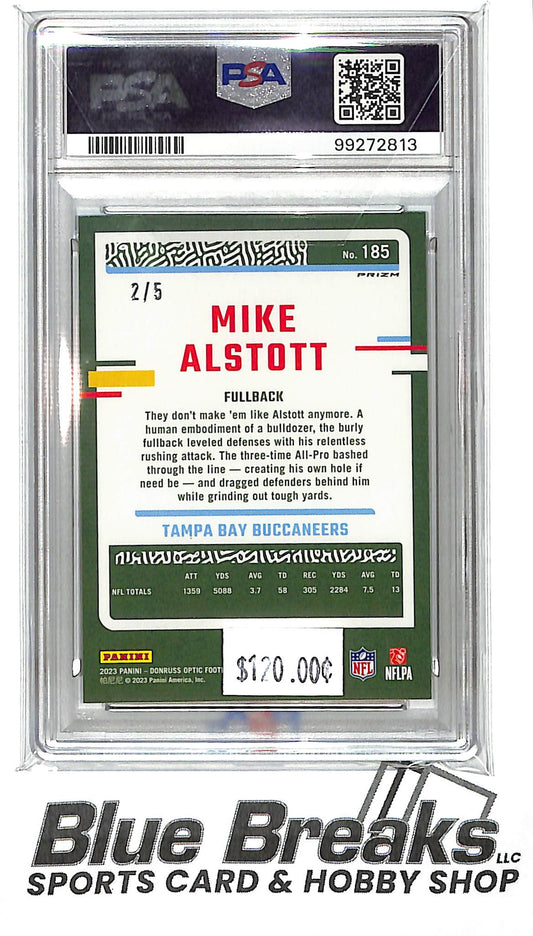 PSA
PSA
99272813
No. 185
PRIZM
2/5
MIKE
ALSTOTT
FULLBACK
They don't make 'em like Alstott anymore. A
human embodiment of a bulldozer, the burly
fullback leveled defenses with his relentless
rushing attack. The three-time All-Pro bashed
through the line — creating his own hole if
need be — and dragged defenders behind him
while grinding out tough yards.
TAMPA BAY BUCCANEERS
ATT YDS AVG TD REC YDS AVG TD
NFL TOTALS 1359 5088 3.7 58 305 2284 7.5 13
PANINI
2023 PANINI – DONRUSS OPTIC FOOT
帕尼尼 © 2023 Panini America, Inc.
$120.00¢
NFL
NFLPA
Blue Breaks LLC
SPORTS CARD & HOBBY SHOP